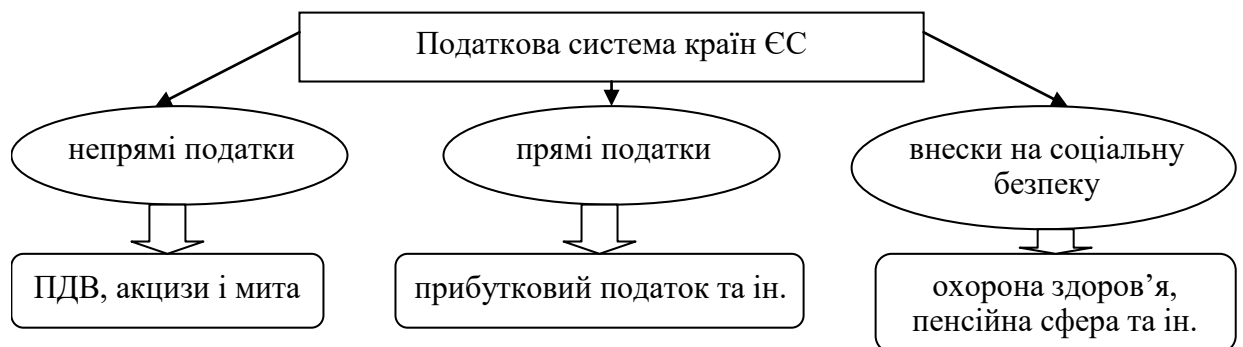 Податкова система країн ЄС
непрямі податки
прямі податки
внески на соціальну
безпеку
ПДВ, акцизи і мита
прибутковий податок та ін.
охорона здоров’я,
пенсійна сфера та ін.